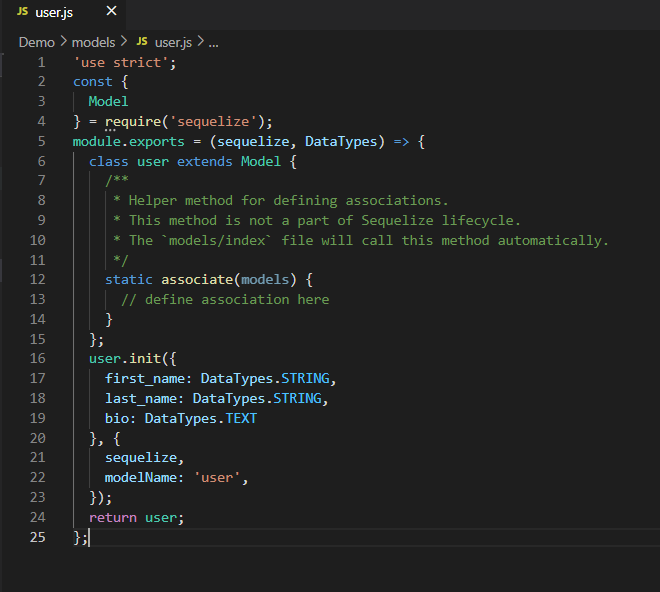 JS user.js ×
Demo > models > JS user.js > ...
1 'use strict';
2 const {
3   Model
4 } = require('sequelize');
5 module.exports = (sequelize, DataTypes) => {
6   class user extends Model {
7     /**
8      * Helper method for defining associations.
9      * This method is not a part of Sequelize lifecycle.
10      * The `models/index` file will call this method automatically.
11      */
12     static associate(models) {
13       // define association here
14     }
15   };
16   user.init({
17     first_name: DataTypes.STRING,
18     last_name: DataTypes.STRING,
19     bio: DataTypes.TEXT
20   }, {
21     sequelize,
22     modelName: 'user',
23   });
24   return user;
25 };